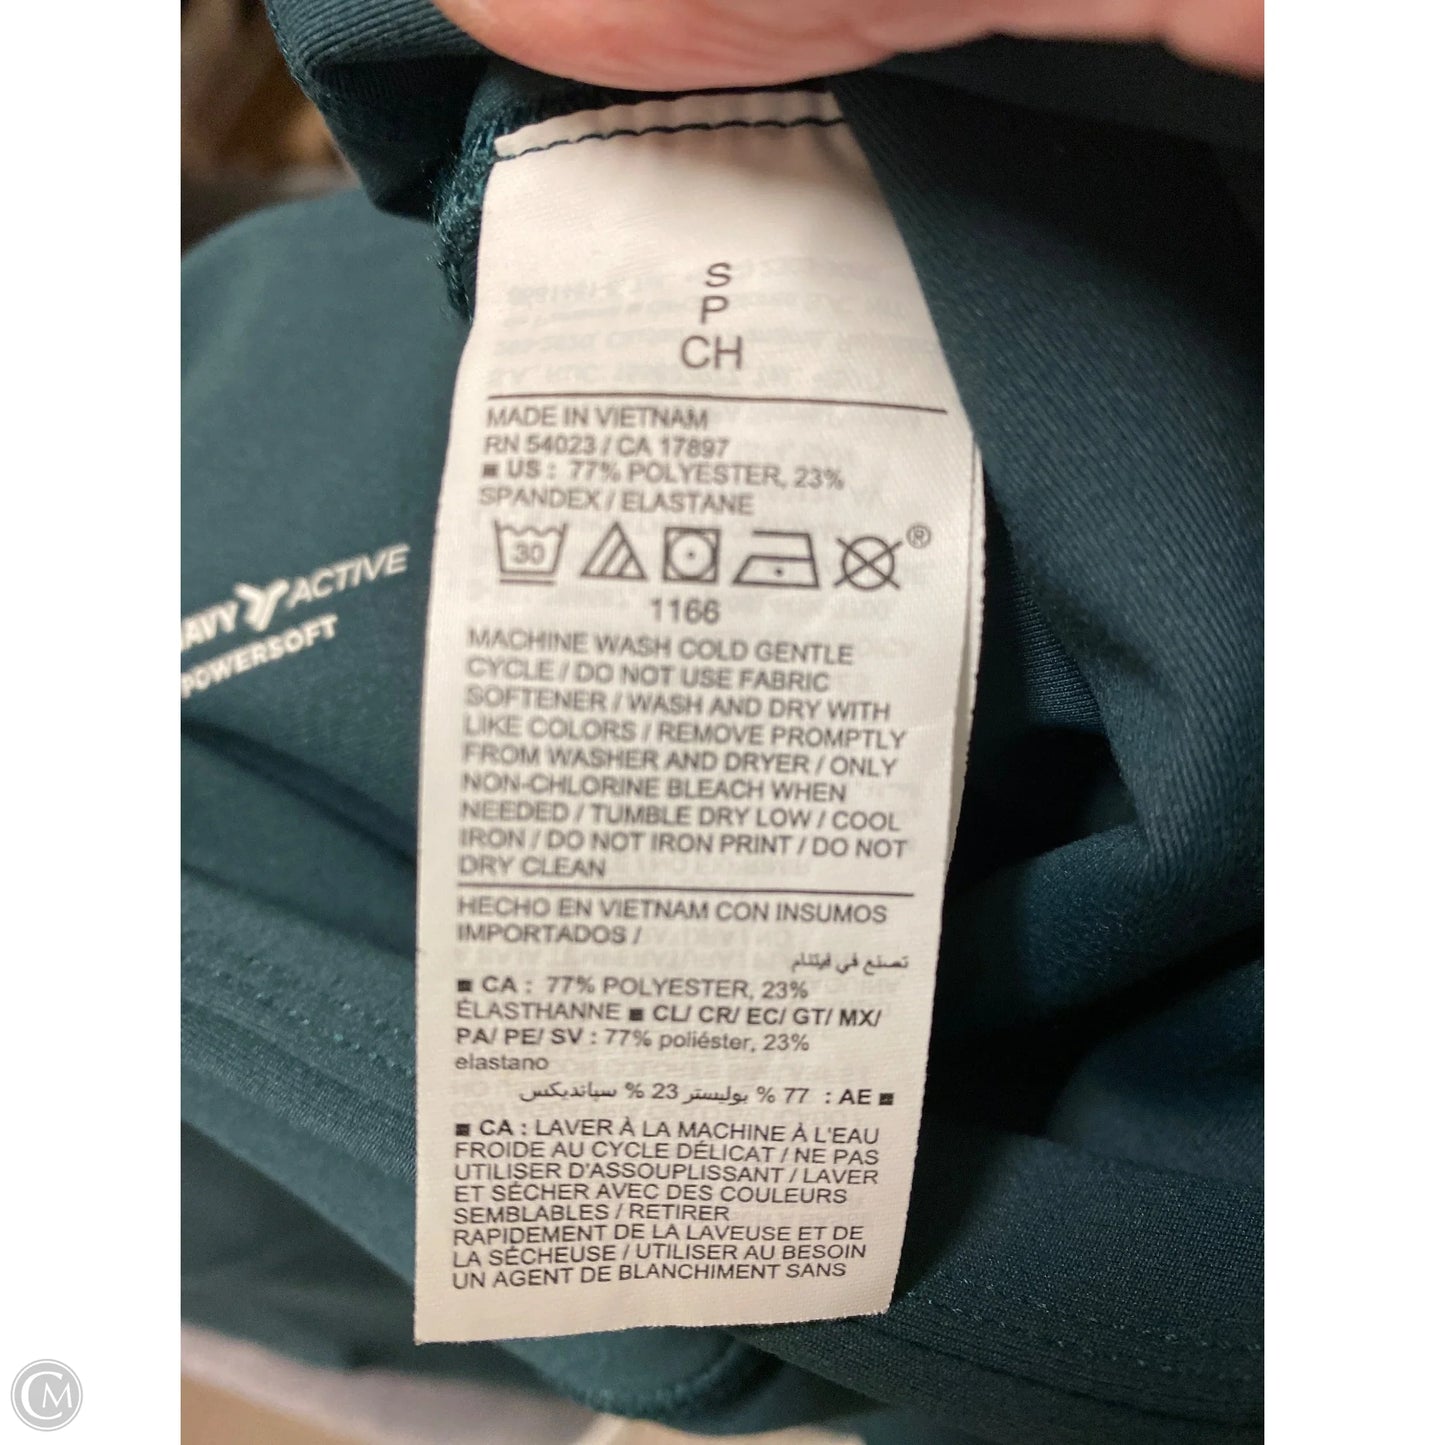 S
P
CH
MADE IN VIETNAM
RN 54023 / CA 17897
■ US : 77% POLYESTER, 23%
SPANDEX / ELASTANE
30
®
1166
MACHINE WASH COLD GENTLE
CYCLE / DO NOT USE FABRIC
SOFTENER / WASH AND DRY WITH
LIKE COLORS / REMOVE PROMPTLY
FROM WASHER AND DRYER / ONLY
NON-CHLORINE BLEACH WHEN
NEEDED / TUMBLE DRY LOW / COOL
IRON / DO NOT IRON PRINT / DO NOT
DRY CLEAN
HECHO EN VIETNAM CON INSUMOS
IMPORTADOS /
تصنع في فيتنام
■ CA : 77% POLYESTER, 23%
ÉLASTHANNE ■ CL/ CR/ EC/ GT/ MX/
PA/ PE/ SV : 77% poliéster, 23%
elastano
■ AE : 77 % بوليستر 23 % سباندیکس
■ CA : LAVER À LA MACHINE À L'EAU
FROIDE AU CYCLE DÉLICAT / NE PAS
UTILISER D'ASSOUPLISSANT / LAVER
ET SÉCHER AVEC DES COULEURS
SEMBLABLES / RETIRER
RAPIDEMENT DE LA LAVEUSE ET DE
LA SÉCHEUSE / UTILISER AU BESOIN
UN AGENT DE BLANCHIMENT SANS
AVY ACTIVE
POWERSOFT
CM